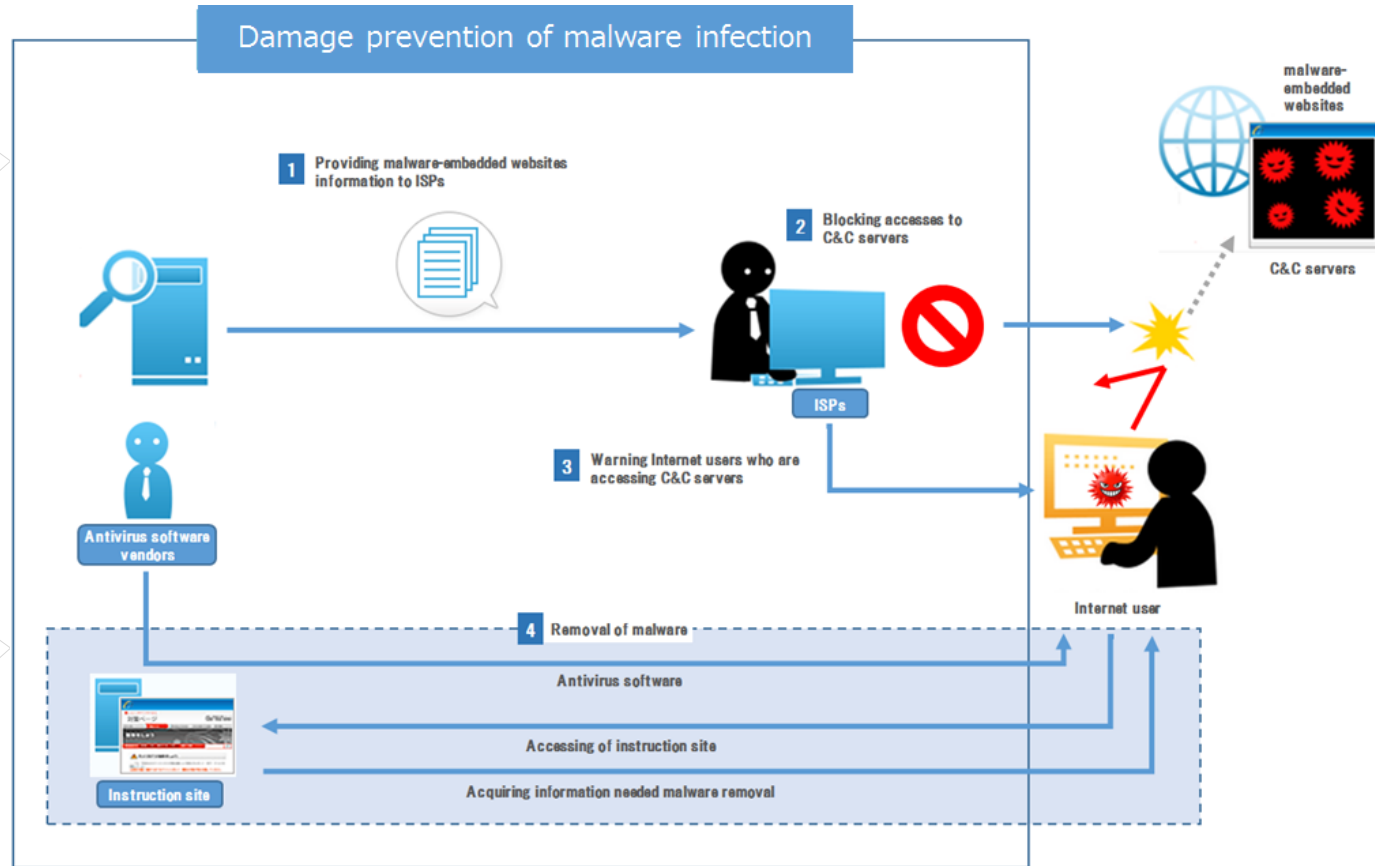 Damage prevention of malware infection
malware-
embedded
websites
1 Providing malware-embedded websites
information to ISPs
2 Blocking accesses to
C&C servers
C&C servers
ISPs
3 Warning Internet users who are
accessing C&C servers
Antivirus software
vendors
Internet user
4 Removal of malware
Antivirus software
Accessing of instruction site
Acquiring information needed malware removal
Instruction site